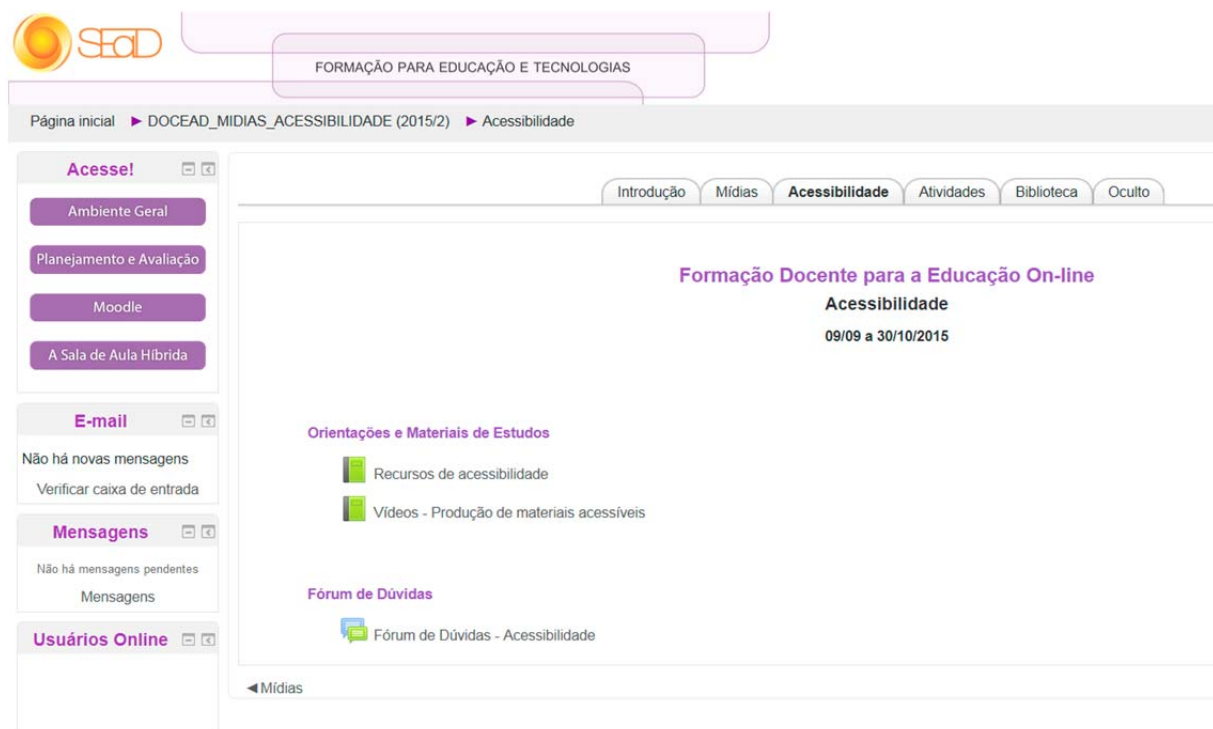 SEaD
FORMAÇÃO PARA EDUCAÇÃO E TECNOLOGIAS
Página inicial ► DOCEAD_MIDIAS_ACESSIBILIDADE (2015/2) ► Acessibilidade
Acesse!
Ambiente Geral
Planejamento e Avaliação
Moodle
A Sala de Aula Híbrida
E-mail
Não há novas mensagens
Verificar caixa de entrada
Mensagens
Não há mensagens pendentes
Mensagens
Usuários Online
Introdução Mídias Acessibilidade Atividades Biblioteca Oculto
Formação Docente para a Educação On-line
Acessibilidade
09/09 a 30/10/2015
Orientações e Materiais de Estudos
Recursos de acessibilidade
Vídeos - Produção de materiais acessíveis
Fórum de Dúvidas
Fórum de Dúvidas - Acessibilidade
◄Mídias